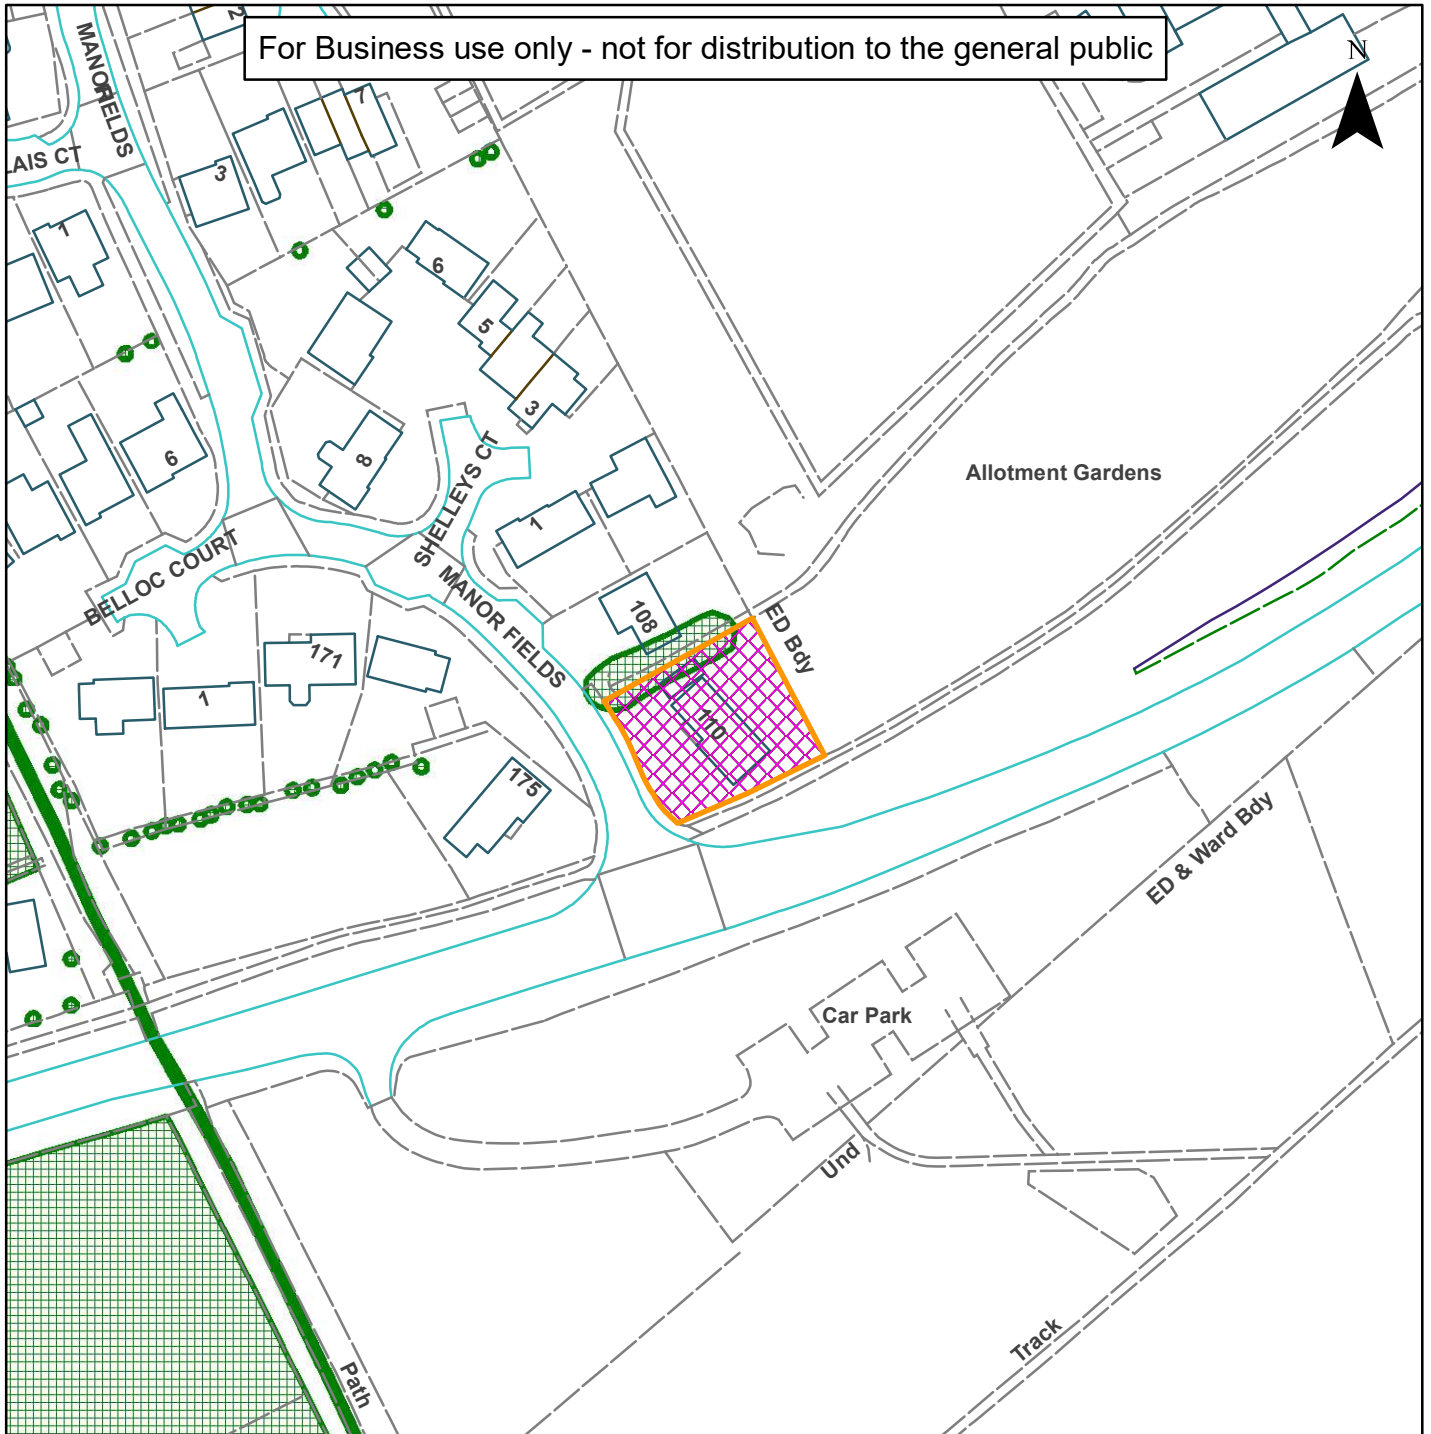 For Business use only - not for distribution to the general public
N
2
MANOR
FIELDS
LAIS CT
7
3
1
6
5
3
6
8
SHELLEYS CT
1
Allotment Gardens
BELLOC COURT
MANOR FIELDS
108
ED Bdy
171
1
110
175
ED & Ward Bdy
Car Park
Und
Track
Path